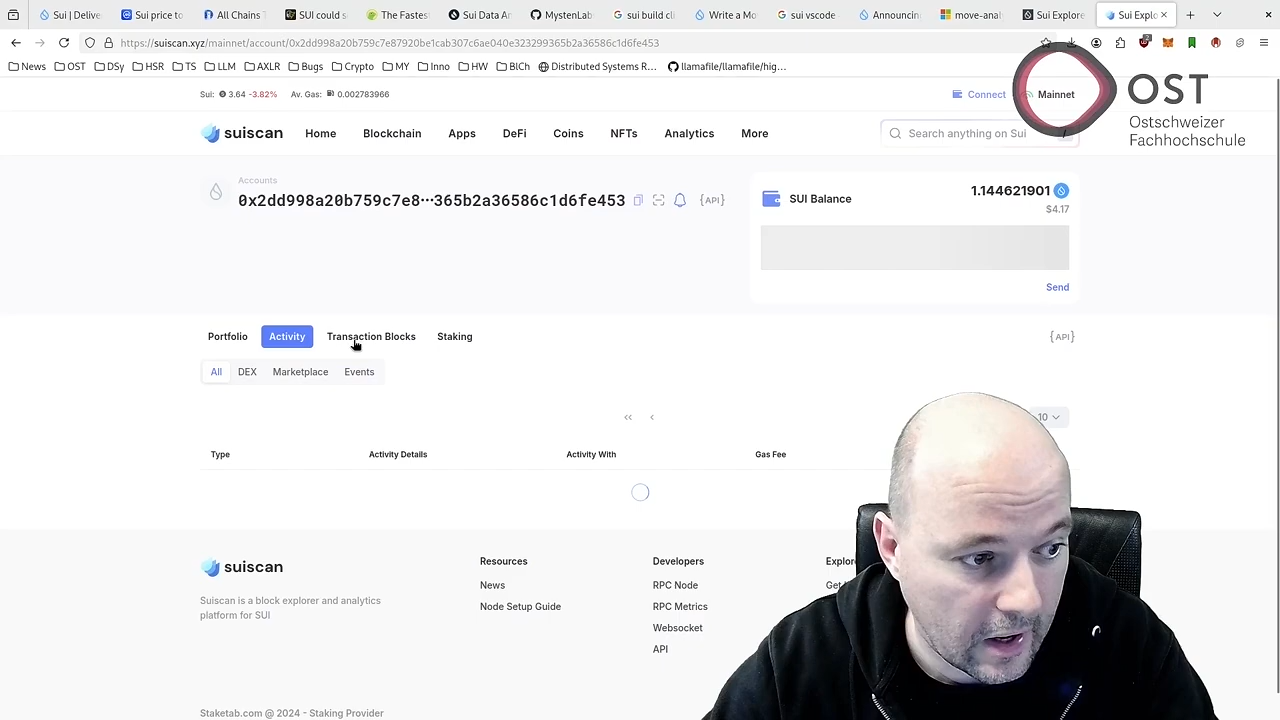 Sui | Delive
Sui price to
All Chains T
SUI could s
The Fastes
Sui Data A
MystenLab
sui build cli
Write a Mo
sui vscode
Announcin
move-anal
Sui Explore
Sui Explo
https://suiscan.xyz/mainnet/account/0x2dd998a20b759c7e87920be1cab301b6ae040e323299365b2a36586c1d6fe453
News
OST
DSy
HSR
TS
LLM
AXLR
Bugs
Crypto
MY
Inno
HW
BlCh
Distributed Systems R…
llamafile/llamafile/hig…
Sui: 3.64 -3.82% Av. Gas: 0.002783966
Connect
Mainnet
OST
Ostschweizer
Fachhochschule
suiscan
Home
Blockchain
Apps
DeFi
Coins
NFTs
Analytics
More
Search anything on Sui
/
Accounts
0x2dd998a20b759c7e8···365b2a36586c1d6fe453
{API}
SUI Balance
1.144621901
$4.17
Send
Portfolio
Activity
Transaction Blocks
Staking
{API}
All
DEX
Marketplace
Events
10
Type
Activity Details
Activity With
Gas Fee
suiscan
Suiscan is a block explorer and analytics
platform for SUI
Resources
News
Node Setup Guide
Developers
RPC Node
RPC Metrics
Websocket
API
Explor
Get
Staketab.com @ 2024 - Staking Provider